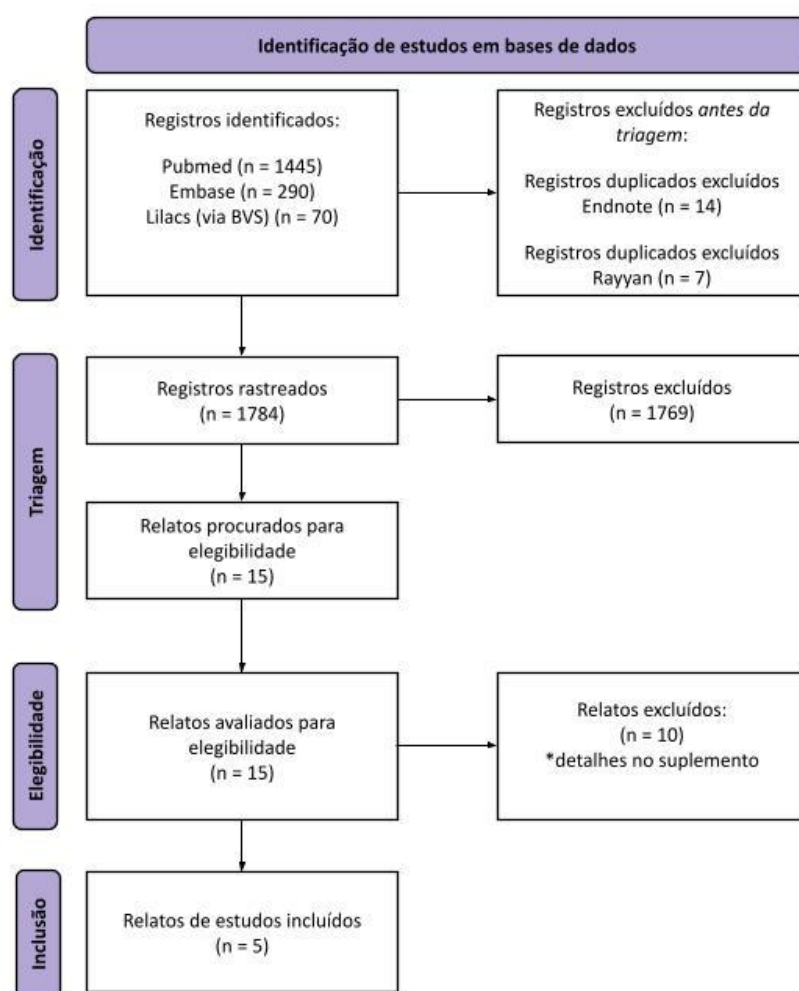 Identificação de estudos em bases de dados
Identificação
Registros identificados:
Pubmed (n = 1445)
Embase (n = 290)
Lilacs (via BVS) (n = 70)
Registros excluídos antes da
triagem:
Registros duplicados excluídos
Endnote (n = 14)
Registros duplicados excluídos
Rayyan (n = 7)
Triagem
Registros rastreados
(n = 1784)
Registros excluídos
(n = 1769)
Relatos procurados para
elegibilidade
(n = 15)
Elegibilidade
Relatos avaliados para
elegibilidade
(n = 15)
Relatos excluídos:
(n = 10)
*detalhes no suplemento
Inclusão
Relatos de estudos incluídos
(n = 5)